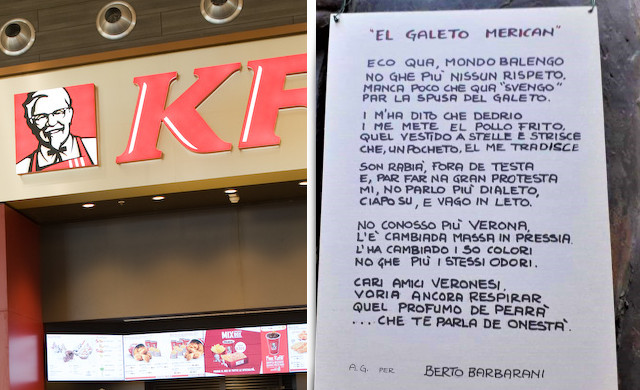 KF
MIX
"EL GALETO MERICAN"
ECO QUA, MONDO BALENGO
NO GHE PIÙ NISSUN RISPETO,
MANCA POCO CHE QUA "SVENGO"
PAR LA SPUSA DEL GALETO.
I M'HA DITO CHE DEDRIO
I ME METE EL POLLO FRITO,
QUEL VESTIDO A STELLE E STRISCE
CHE, UN POCHETO, EL ME TRADISCE
SON RABIÀ, FORA DE TESTA
E, PAR FAR NA GRAN PROTESTA
MI, NO PARLO PIÙ DIALETO,
CIAPO SU, E VAGO IN LETO.
NO CONOSSO PIÙ VERONA,
L'E' CAMBIADA MASSA IN PRESSIA.
L'HA CAMBIADO I SO COLORI
NO GHE PIÙ I STESSI ODORI.
CARI AMICI VERONESI,
VORIA ANCORA RESPIRAR
QUEL PROFUMO DE PEARÀ
...CHE TE PARLA DE ONESTÀ.
A.G. PER BERTO BARBARANI